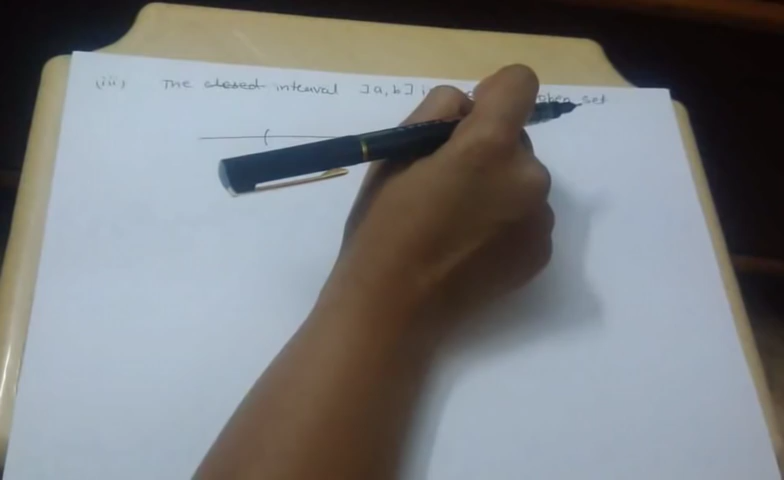 (iii) The closed interval ]a, b] open set